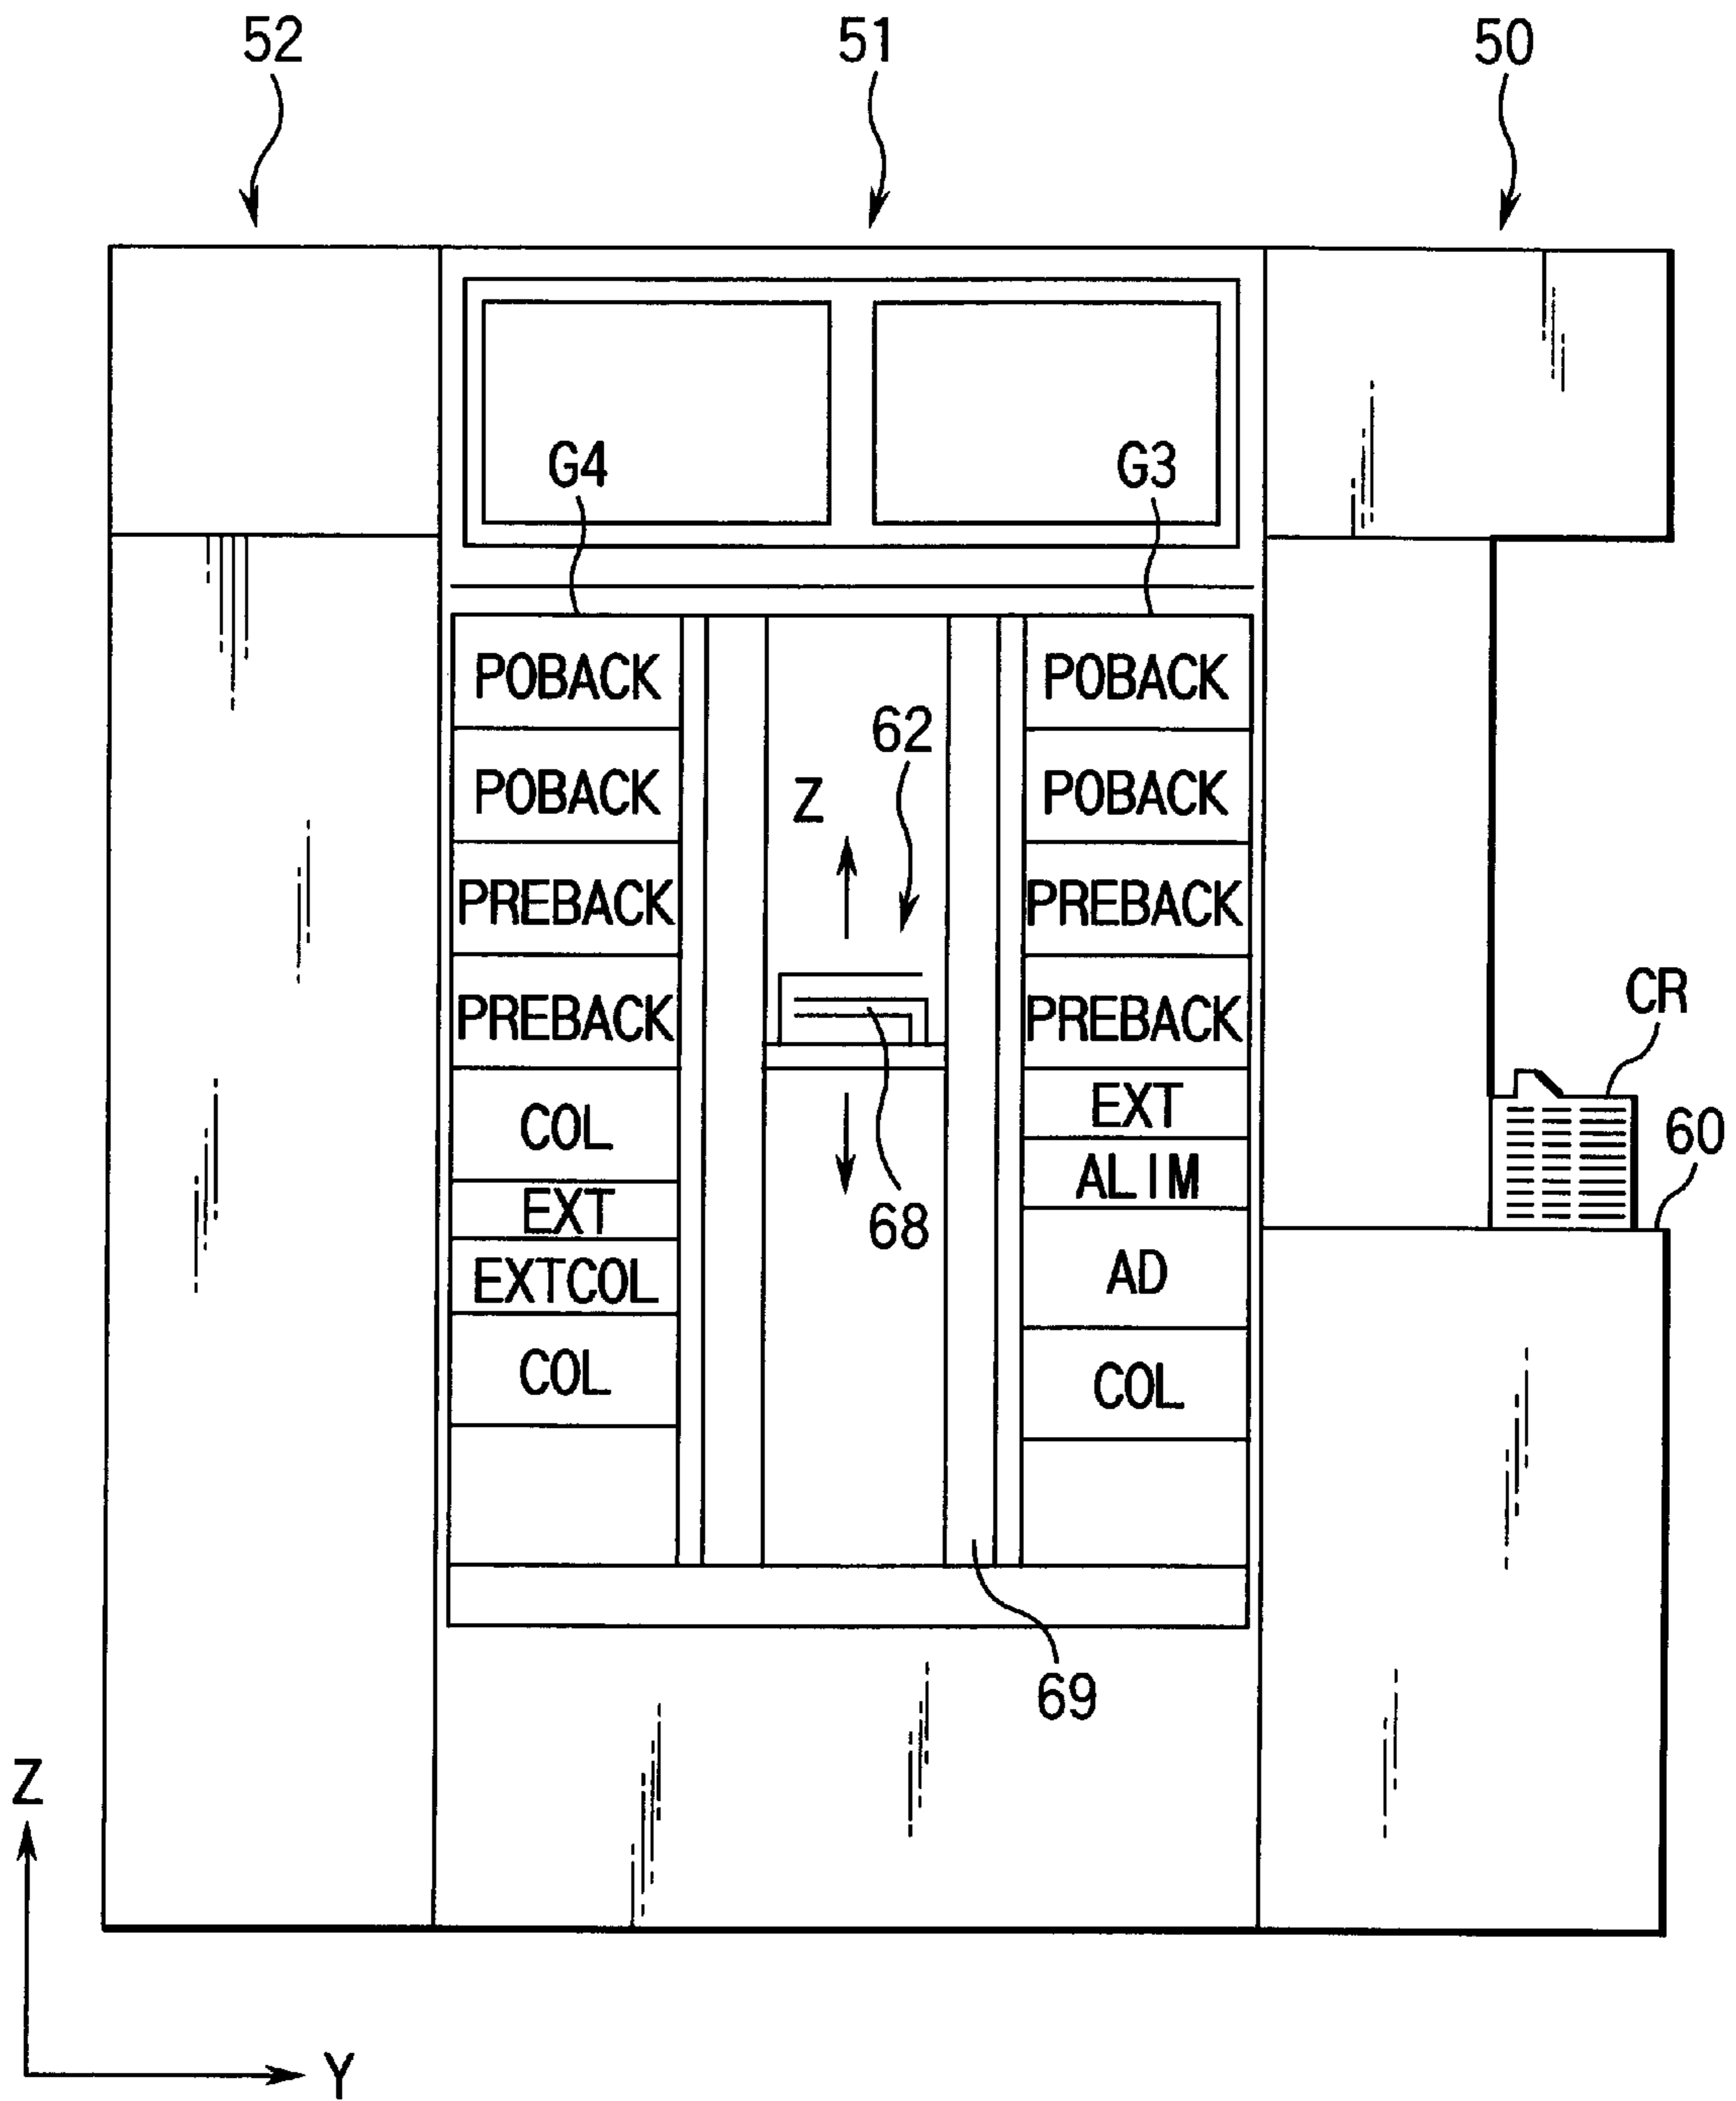 52
51
50
G4
G3
POBACK
POBACK
PREBACK
PREBACK
COL
EXT
EXTCOL
COL
62
Z
68
POBACK
POBACK
PREBACK
PREBACK
EXT
ALIM
AD
COL
CR
60
69
Z
Y